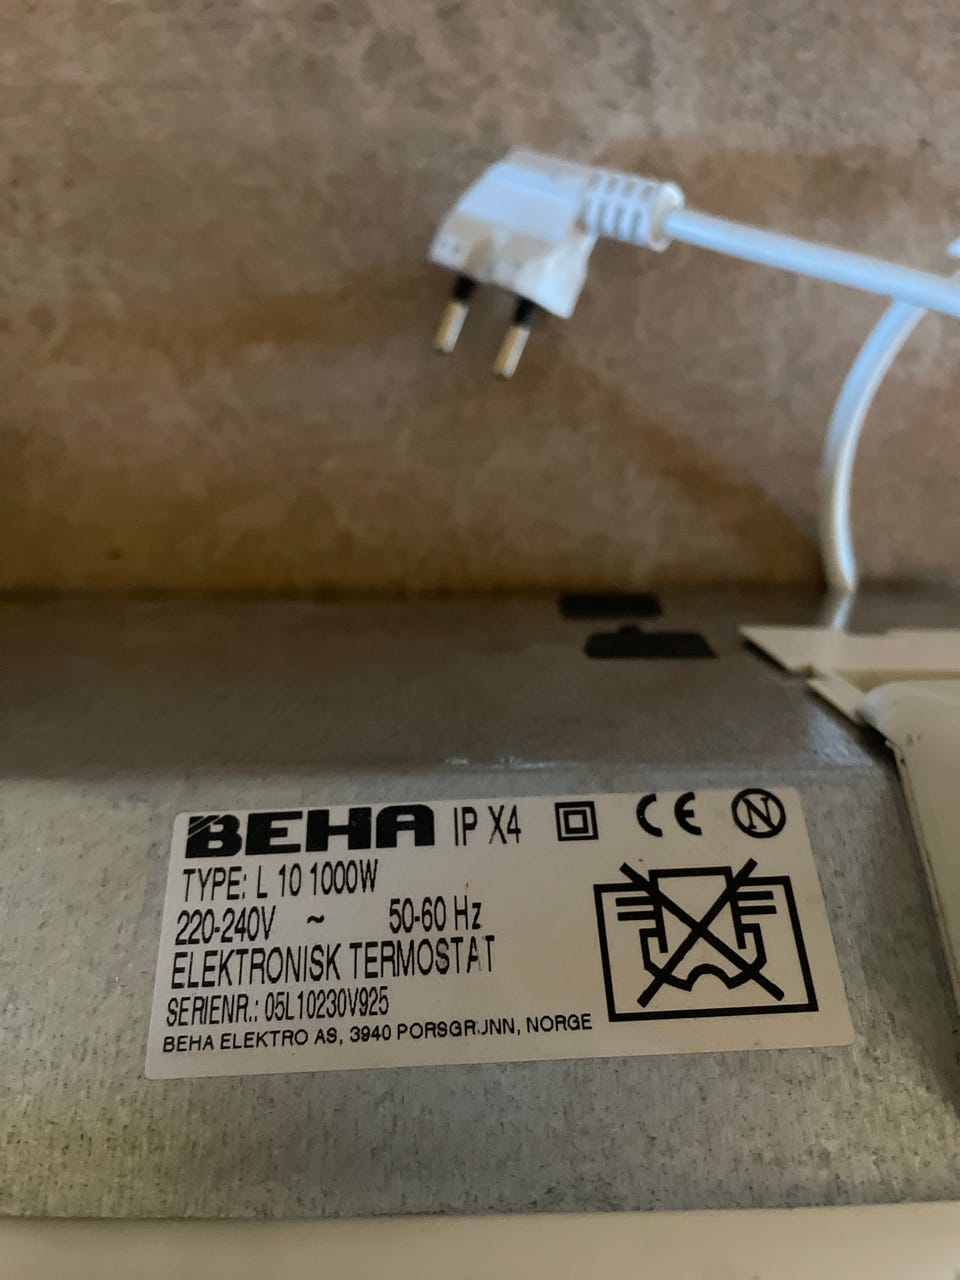 BEHA IP X4 CE N
TYPE: L 10 1000W
220-240V ~ 50-60 Hz
ELEKTRONISK TERMOSTAT
SERIENR.: 05L10230V925
BEHA ELEKTRO AS, 3940 PORSGRUNN, NORGE